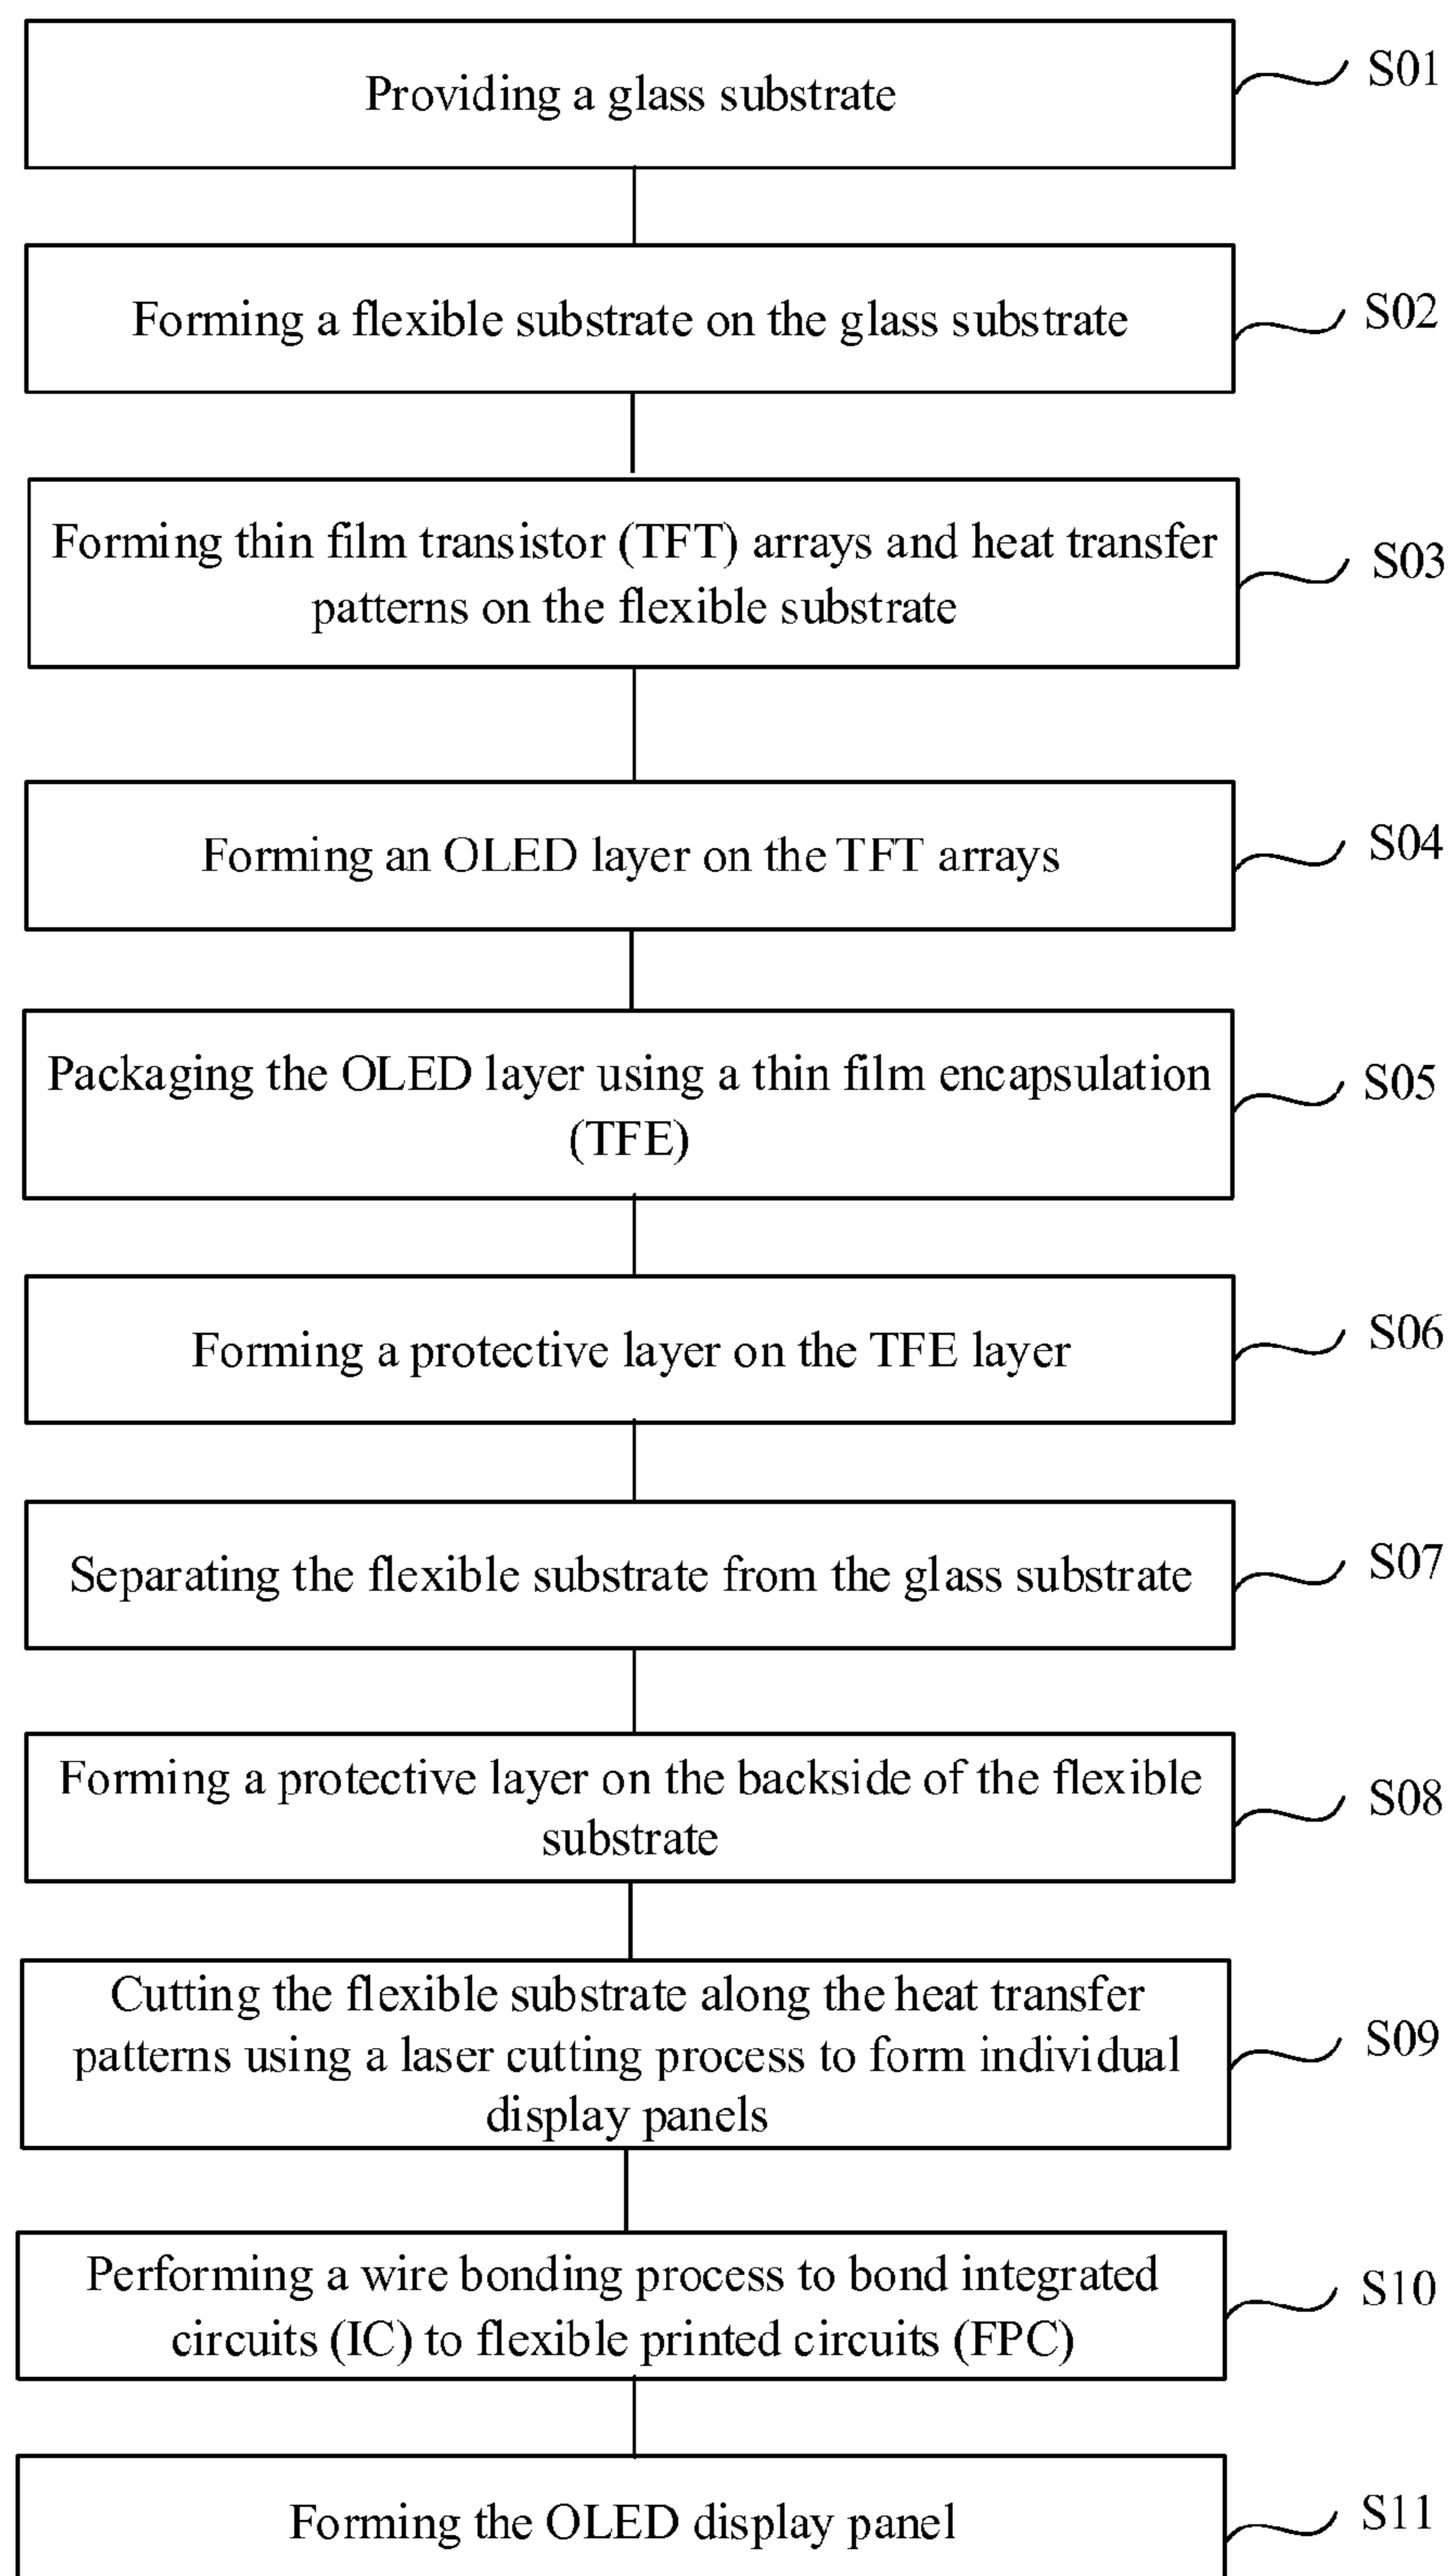 Providing a glass substrate
S01
Forming a flexible substrate on the glass substrate
S02
Forming thin film transistor (TFT) arrays and heat transfer
patterns on the flexible substrate
S03
Forming an OLED layer on the TFT arrays
S04
Packaging the OLED layer using a thin film encapsulation
(TFE)
S05
Forming a protective layer on the TFE layer
S06
Separating the flexible substrate from the glass substrate
S07
Forming a protective layer on the backside of the flexible
substrate
S08
Cutting the flexible substrate along the heat transfer
patterns using a laser cutting process to form individual
display panels
S09
Performing a wire bonding process to bond integrated
circuits (IC) to flexible printed circuits (FPC)
S10
Forming the OLED display panel
S11